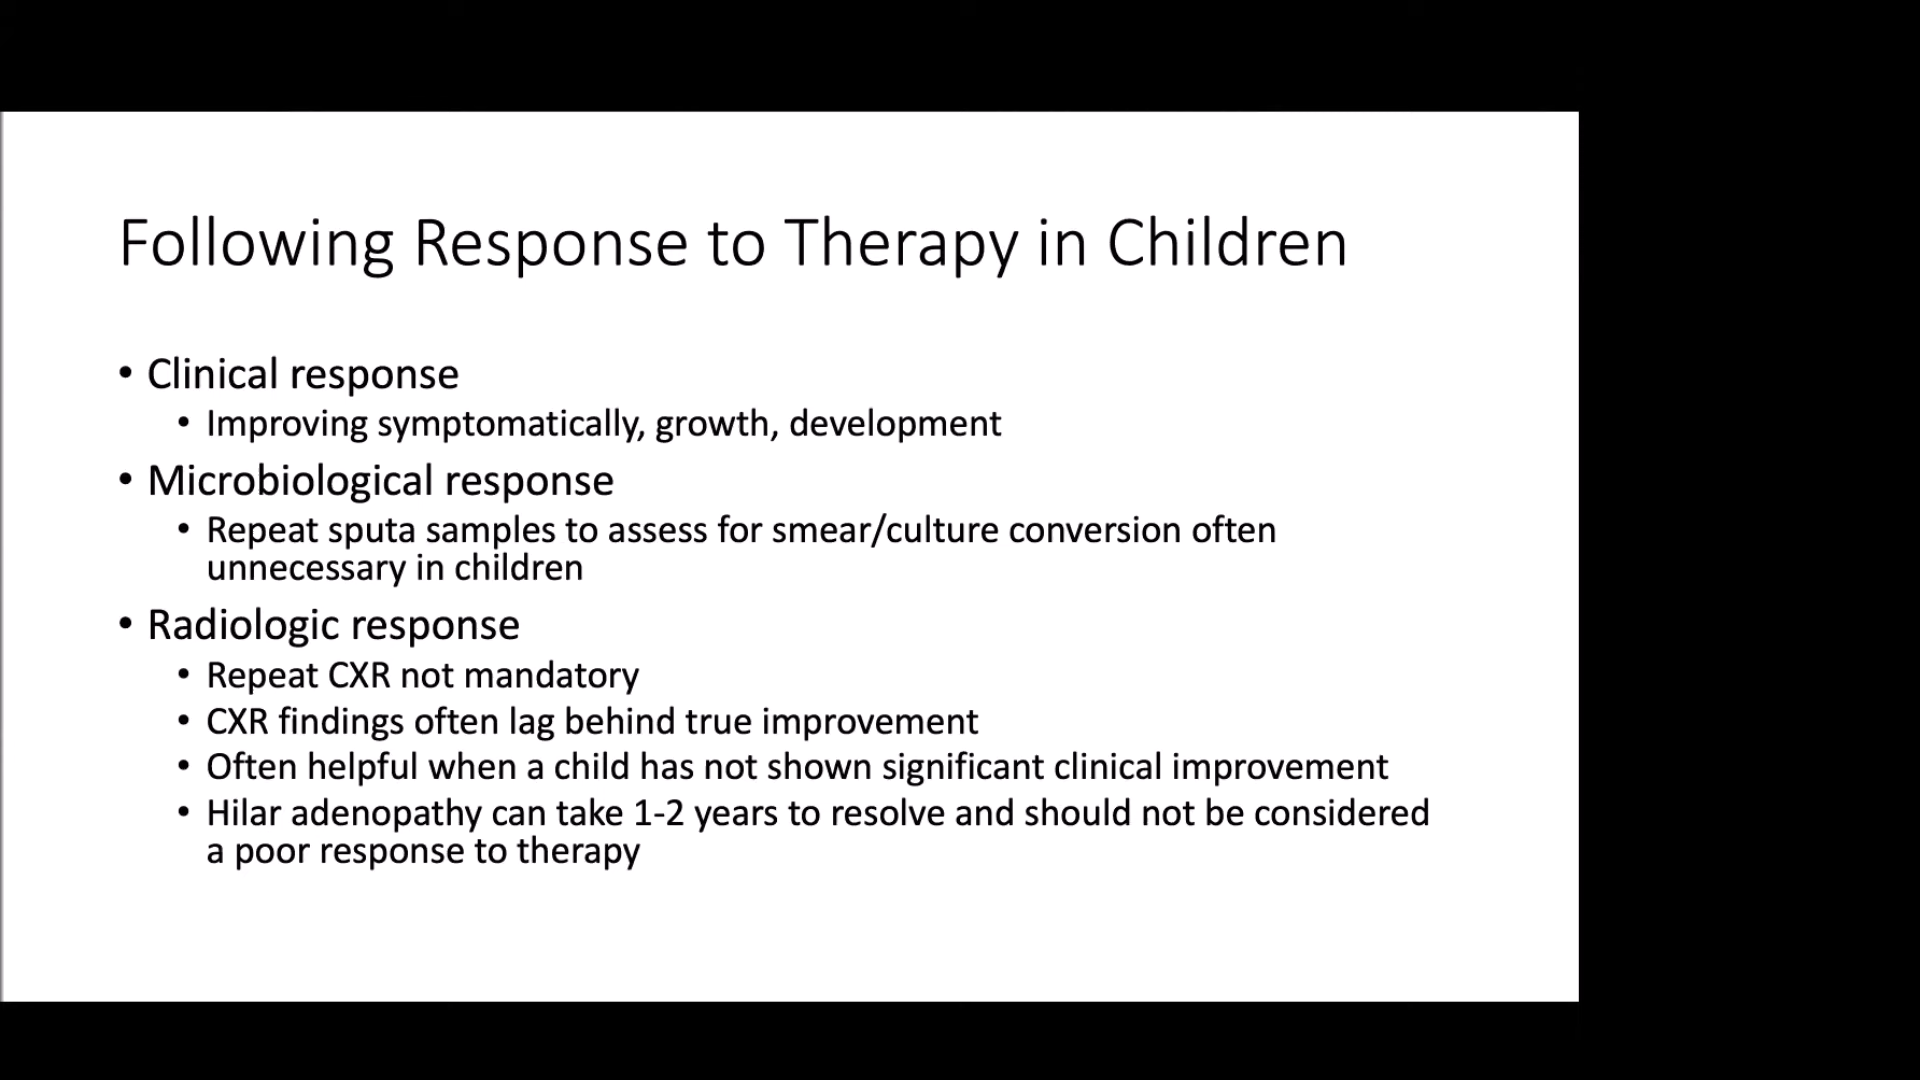 Following Response to Therapy in Children
• Clinical response
• Improving symptomatically, growth, development
• Microbiological response
• Repeat sputa samples to assess for smear/culture conversion often
unnecessary in children
• Radiologic response
• Repeat CXR not mandatory
• CXR findings often lag behind true improvement
• Often helpful when a child has not shown significant clinical improvement
• Hilar adenopathy can take 1-2 years to resolve and should not be considered
a poor response to therapy